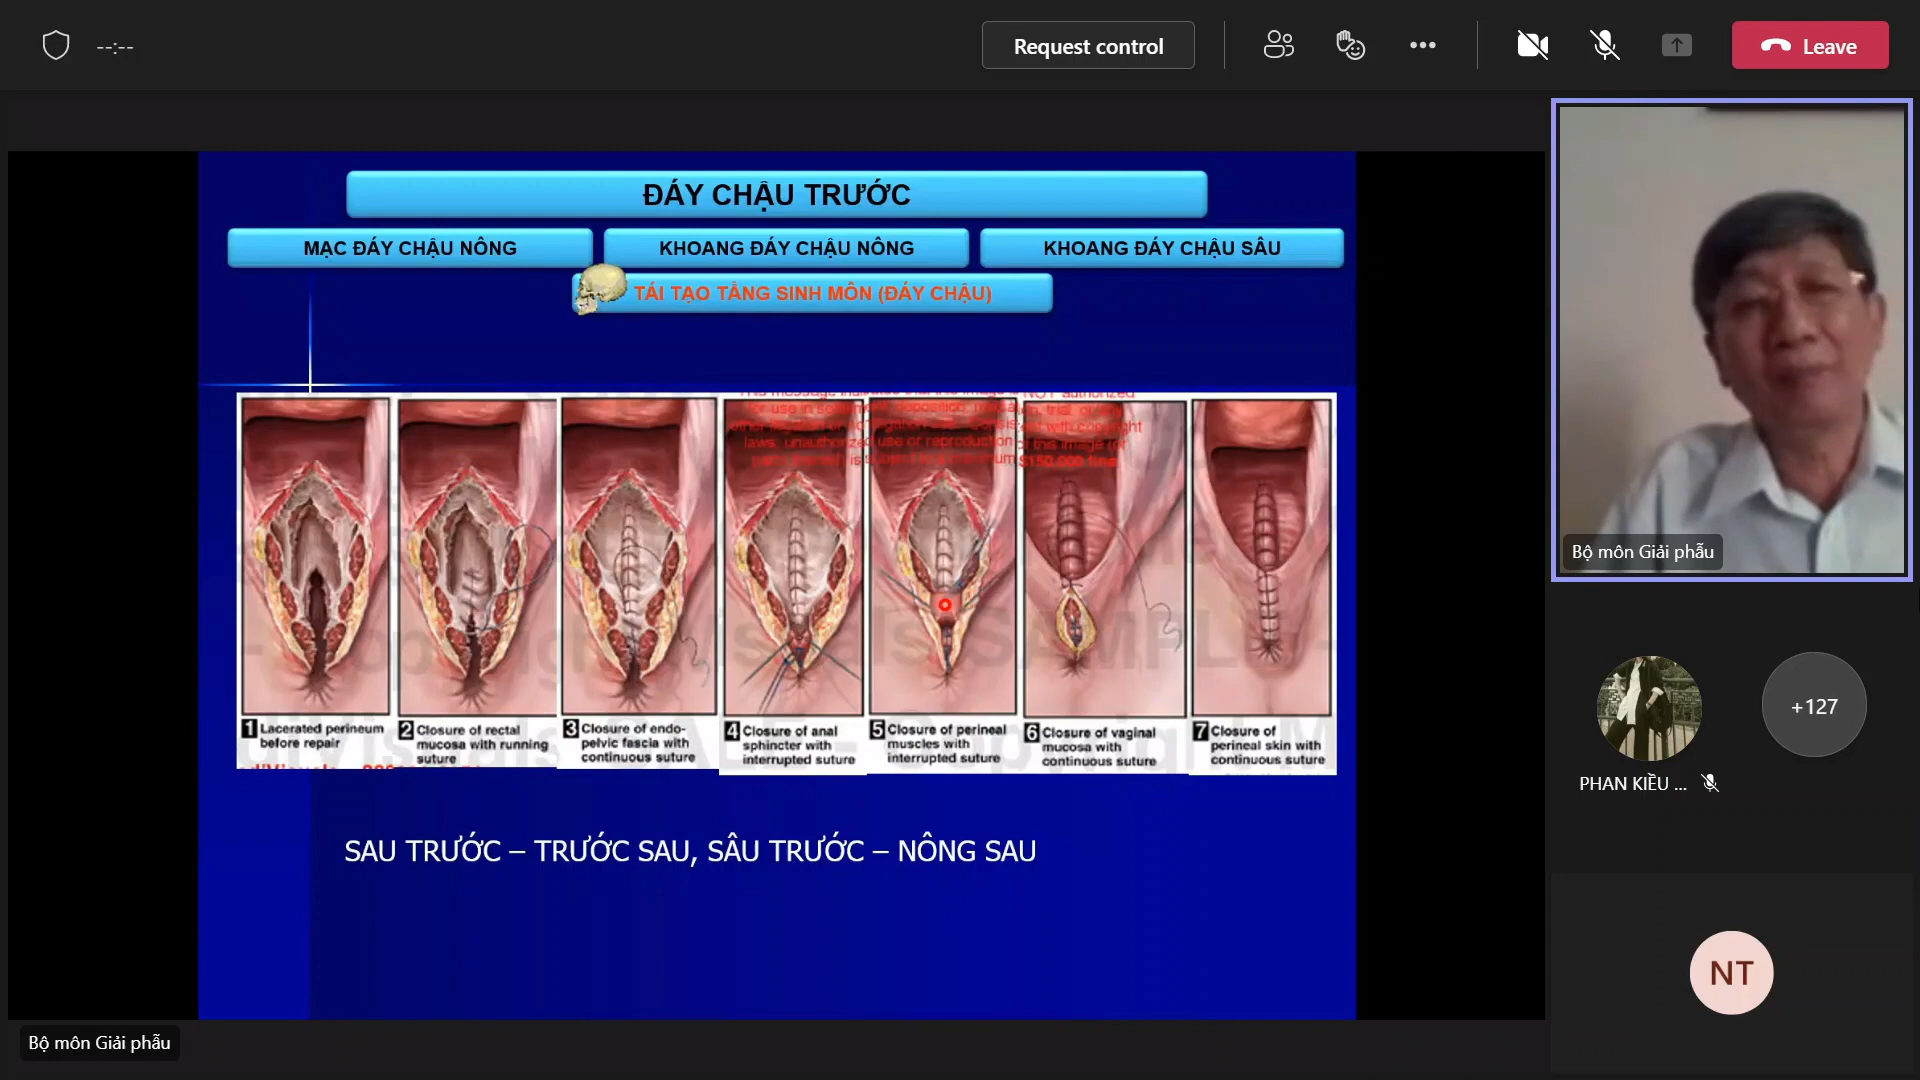 --:--
Request control
Leave
ĐÁY CHẬU TRƯỚC
MẠC ĐÁY CHẬU NÔNG
KHOANG ĐÁY CHẬU NÔNG
KHOANG ĐÁY CHẬU SÂU
TÁI TẠO TẦNG SINH MÔN (ĐÁY CHẬU)
1 Lacerated perineum
before repair
2 Closure of rectal
mucosa with running
suture
3 Closure of endo-
pelvic fascia with
continuous suture
4 Closure of anal
sphincter with
interrupted suture
5 Closure of perineal
muscles with
interrupted suture
6 Closure of vaginal
mucosa with
continuous suture
7 Closure of
perineal skin with
continuous suture
SAU TRƯỚC – TRƯỚC SAU, SÂU TRƯỚC – NÔNG SAU
Bộ môn Giải phẫu
Bộ môn Giải phẫu
PHAN KIỀU ...
+127
NT